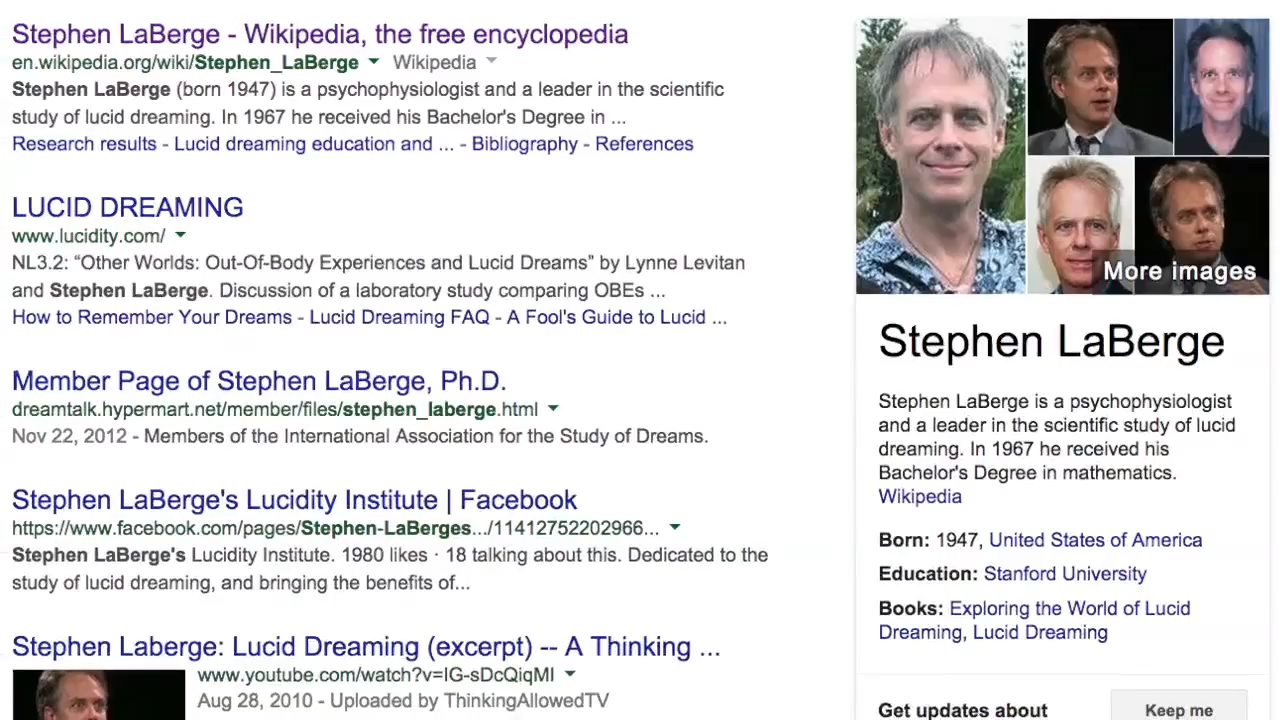 Stephen LaBerge - Wikipedia, the free encyclopedia
en.wikipedia.org/wiki/Stephen_LaBerge ▼ Wikipedia ▼
Stephen LaBerge (born 1947) is a psychophysiologist and a leader in the scientific
study of lucid dreaming. In 1967 he received his Bachelor's Degree in ...
Research results - Lucid dreaming education and ... - Bibliography - References
LUCID DREAMING
www.lucidity.com/ ▼
NL3.2: “Other Worlds: Out-Of-Body Experiences and Lucid Dreams” by Lynne Levitan
and Stephen LaBerge. Discussion of a laboratory study comparing OBEs ...
How to Remember Your Dreams - Lucid Dreaming FAQ - A Fool's Guide to Lucid ...
Member Page of Stephen LaBerge, Ph.D.
dreamtalk.hypermart.net/member/files/stephen_laberge.html ▼
Nov 22, 2012 - Members of the International Association for the Study of Dreams.
Stephen LaBerge's Lucidity Institute | Facebook
https://www.facebook.com/pages/Stephen-LaBerges.../11412752202966... ▼
Stephen LaBerge's Lucidity Institute. 1980 likes · 18 talking about this. Dedicated to the
study of lucid dreaming, and bringing the benefits of...
Stephen Laberge: Lucid Dreaming (excerpt) -- A Thinking ...
www.youtube.com/watch?v=IG-sDcQiqMI ▼
Aug 28, 2010 - Uploaded by ThinkingAllowedTV
More images
Stephen LaBerge
Stephen LaBerge is a psychophysiologist
and a leader in the scientific study of lucid
dreaming. In 1967 he received his
Bachelor's Degree in mathematics.
Wikipedia
Born: 1947, United States of America
Education: Stanford University
Books: Exploring the World of Lucid
Dreaming, Lucid Dreaming
Get updates about
Keep me